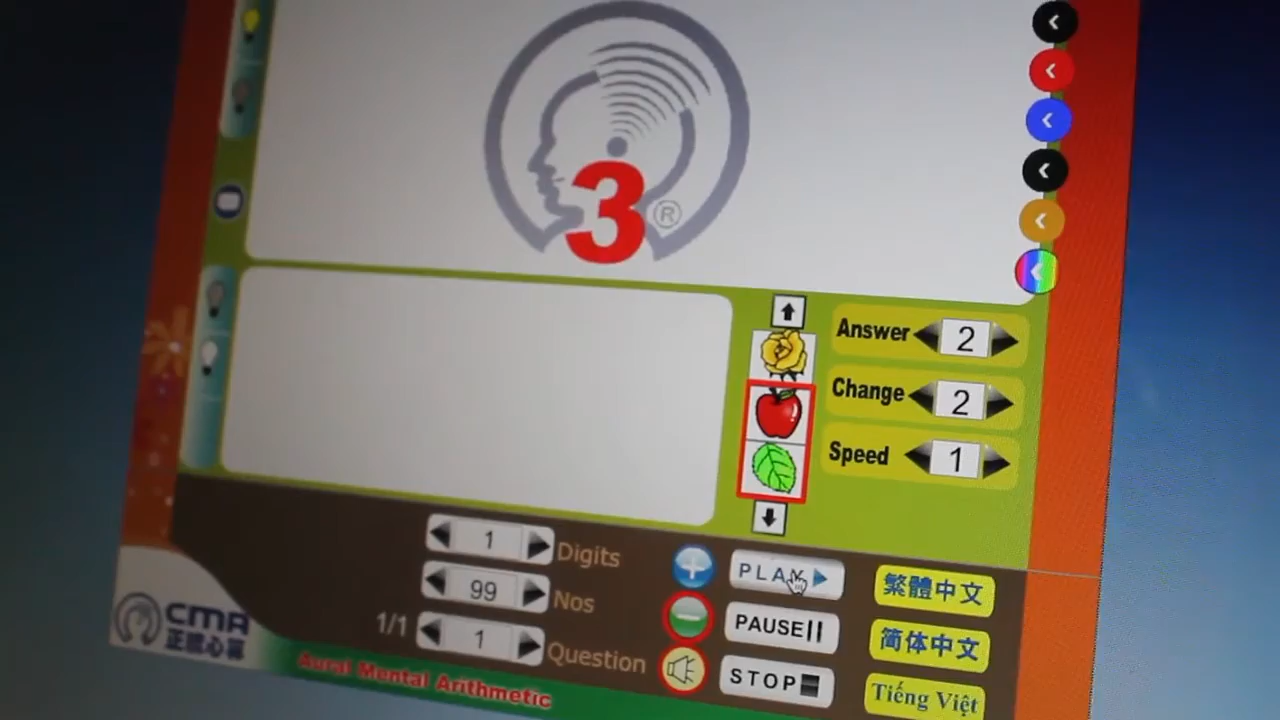 3
®
Answer 2
Change 2
Speed 1
1 Digits
99 Nos
1/1 1 Question
PLAY
PAUSE
STOP
繁體中文
简体中文
Tiếng Việt
CMA
正體心算
Aural Mental Arithmetic